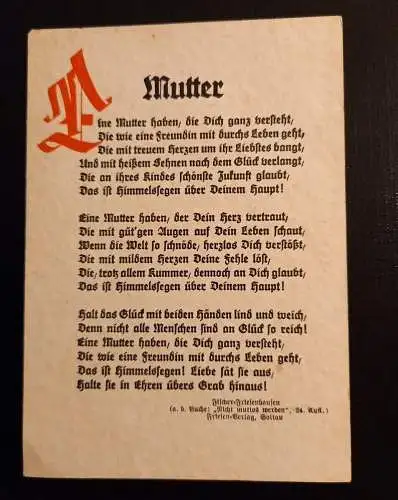 Mutter
Eine Mutter haben, die Dich ganz versteht,
Die wie eine Freundin mit durchs Leben geht,
Die mit treuem Herzen um ihr Liebstes bangt,
Und mit heißem Sehnen nach dem Glück verlangt,
Die an ihres Kindes schönste Zukunft glaubt,
Das ist Himmelssegen über Deinem Haupt!
Eine Mutter haben, der Dein Herz vertraut,
Die mit güt'gen Augen auf Dein Leben schaut,
Wenn die Welt so schnöde, herzlos Dich verstößt,
Die mit mildem Herzen Deine Fehle löst,
Die, trotz allem Kummer, dennoch an Dich glaubt,
Das ist Himmelssegen über Deinem Haupt!
Halt das Glück mit beiden Händen lind und weich,
Denn nicht alle Menschen sind an Glück so reich!
Eine Mutter haben, die Dich ganz versteht,
Die wie eine Freundin mit durchs Leben geht,
Das ist Himmelssegen! Liebe sät sie aus,
Halte sie in Ehren übers Grab hinaus!
Fischer-Friesenhausen
(a. d. Buche: „Nicht mutlos werden", 24. Aufl.)
Friesen-Verlag, Soltau